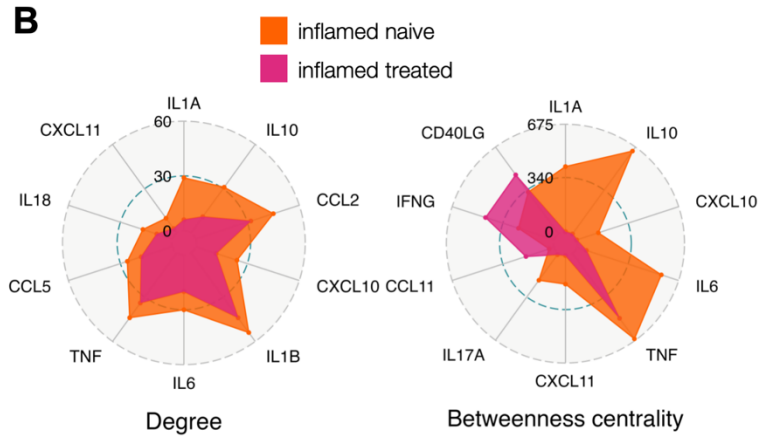 B
inflamed naive
inflamed treated
IL1A
60
CXCL11
IL10
30
IL18
CCL2
0
CCL5
CXCL10
TNF
IL1B
IL6
Degree
IL1A
675
CD40LG
IL10
340
IFNG
CXCL10
0
CCL11
IL6
IL17A
TNF
CXCL11
Betweenness centrality